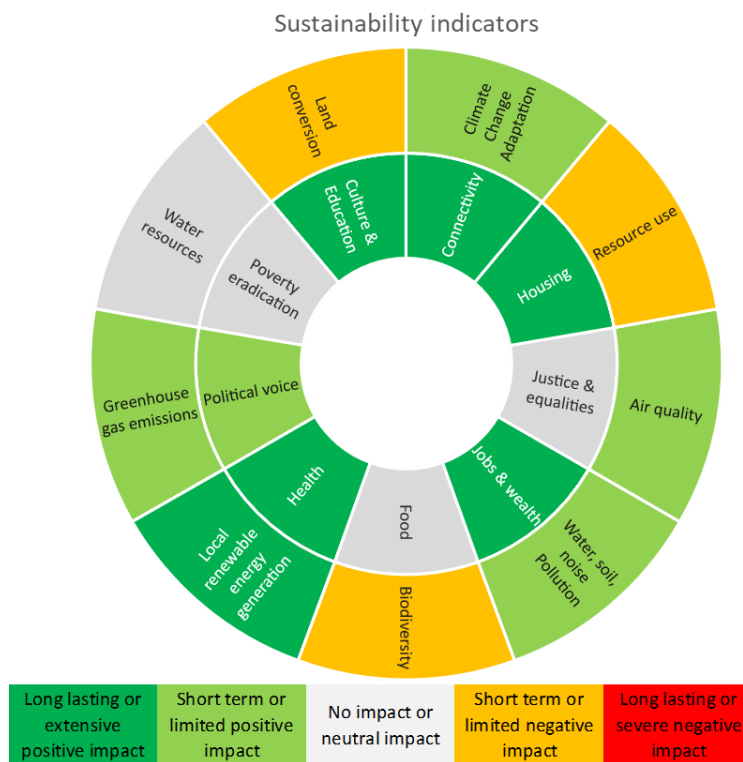 Sustainability indicators
Climate
Change
Adaptation
Resource use
Air quality
Water, soil,
noise
Pollution
Biodiversity
Local
renewable
energy
generation
Greenhouse
gas emissions
Water
resources
Land
conversion
Connectivity
Housing
Justice &
equalities
Jobs & wealth
Food
Health
Political voice
Poverty
eradication
Culture &
Education
Long lasting or
extensive
positive impact
Short term or
limited positive
impact
No impact or
neutral impact
Short term or
limited negative
impact
Long lasting or
severe negative
impact